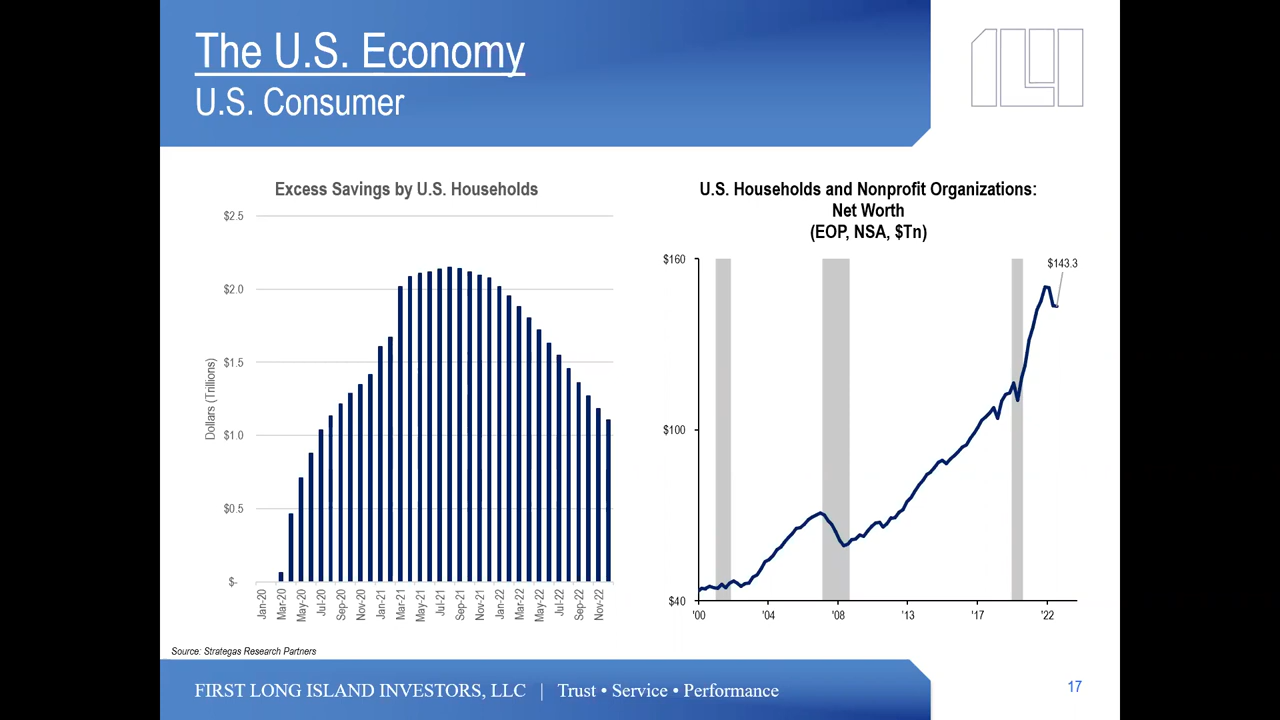 The U.S. Economy
U.S. Consumer
Excess Savings by U.S. Households
$2.5
$2.0
$1.5
$1.0
$0.5
$-
Dollars (Trillions)
Jan-20
Mar-20
May-20
Jul-20
Sep-20
Nov-20
Jan-21
Mar-21
May-21
Jul-21
Sep-21
Nov-21
Jan-22
Mar-22
May-22
Jul-22
Sep-22
Nov-22
U.S. Households and Nonprofit Organizations:
Net Worth
(EOP, NSA, $Tn)
$160
$143.3
$100
$40
'00
'04
'08
'13
'17
'22
Source: Strategas Research Partners
FIRST LONG ISLAND INVESTORS, LLC | Trust • Service • Performance
17